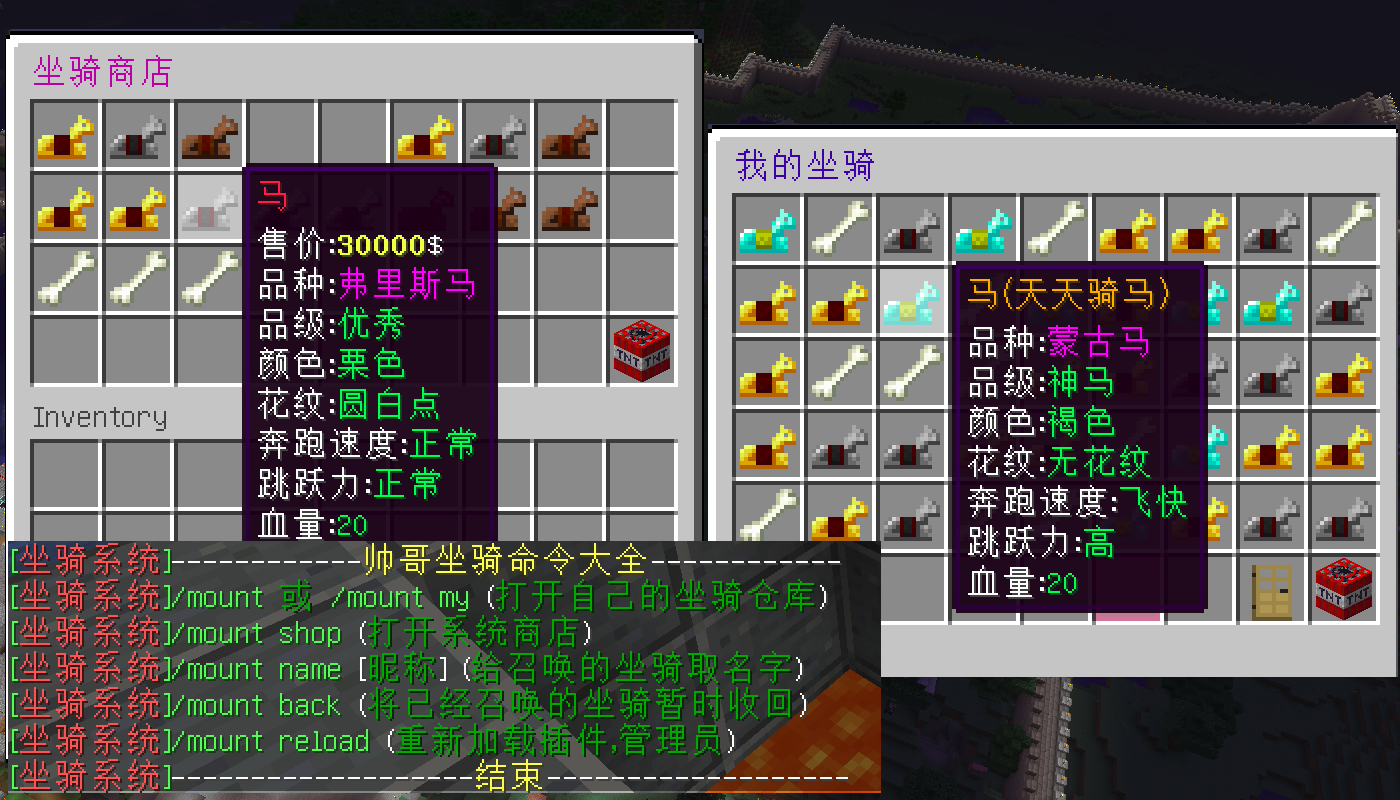 坐骑商店
马
售价:30000$
品种:弗里斯马
品级:优秀
颜色:栗色
花纹:圆白点
奔跑速度:正常
跳跃力:正常
血量:20
TNT TNT
Inventory
我的坐骑
马(天天骑马)
品种:蒙古马
品级:神马
颜色:褐色
花纹:无花纹
奔跑速度:飞快
跳跃力:高
血量:20
TNT TNT
[坐骑系统]------------帅哥坐骑命令大全------------
[坐骑系统]/mount 或 /mount my (打开自己的坐骑仓库)
[坐骑系统]/mount shop (打开系统商店)
[坐骑系统]/mount name [昵称] (给召唤的坐骑取名字)
[坐骑系统]/mount back (将已经召唤的坐骑暂时收回)
[坐骑系统]/mount reload (重新加载插件,管理员)
[坐骑系统]--------------------结束--------------------